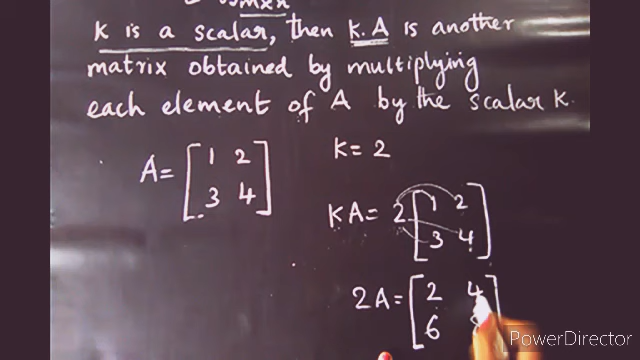 mxn
K is a scalar, then K.A is another
matrix obtained by multiplying
each element of A by the scalar K.
A= [1 2
3 4]
K=2
KA= 2 [1 2
3 4]
2A= [2 4
6
PowerDirector